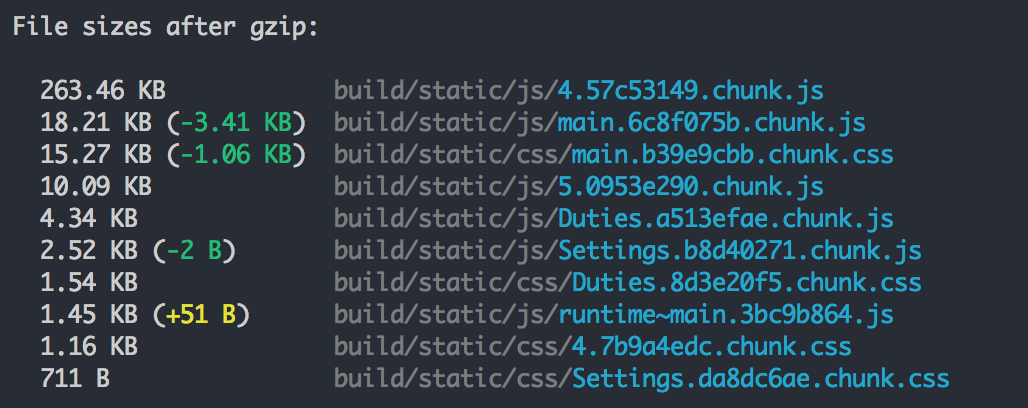 File sizes after gzip:
263.46 KB build/static/js/4.57c53149.chunk.js
18.21 KB (-3.41 KB) build/static/js/main.6c8f075b.chunk.js
15.27 KB (-1.06 KB) build/static/css/main.b39e9cbb.chunk.css
10.09 KB build/static/js/5.0953e290.chunk.js
4.34 KB build/static/js/Duties.a513efae.chunk.js
2.52 KB (-2 B) build/static/js/Settings.b8d40271.chunk.js
1.54 KB build/static/css/Duties.8d3e20f5.chunk.css
1.45 KB (+51 B) build/static/js/runtime~main.3bc9b864.js
1.16 KB build/static/css/4.7b9a4edc.chunk.css
711 B build/static/css/Settings.da8dc6ae.chunk.css